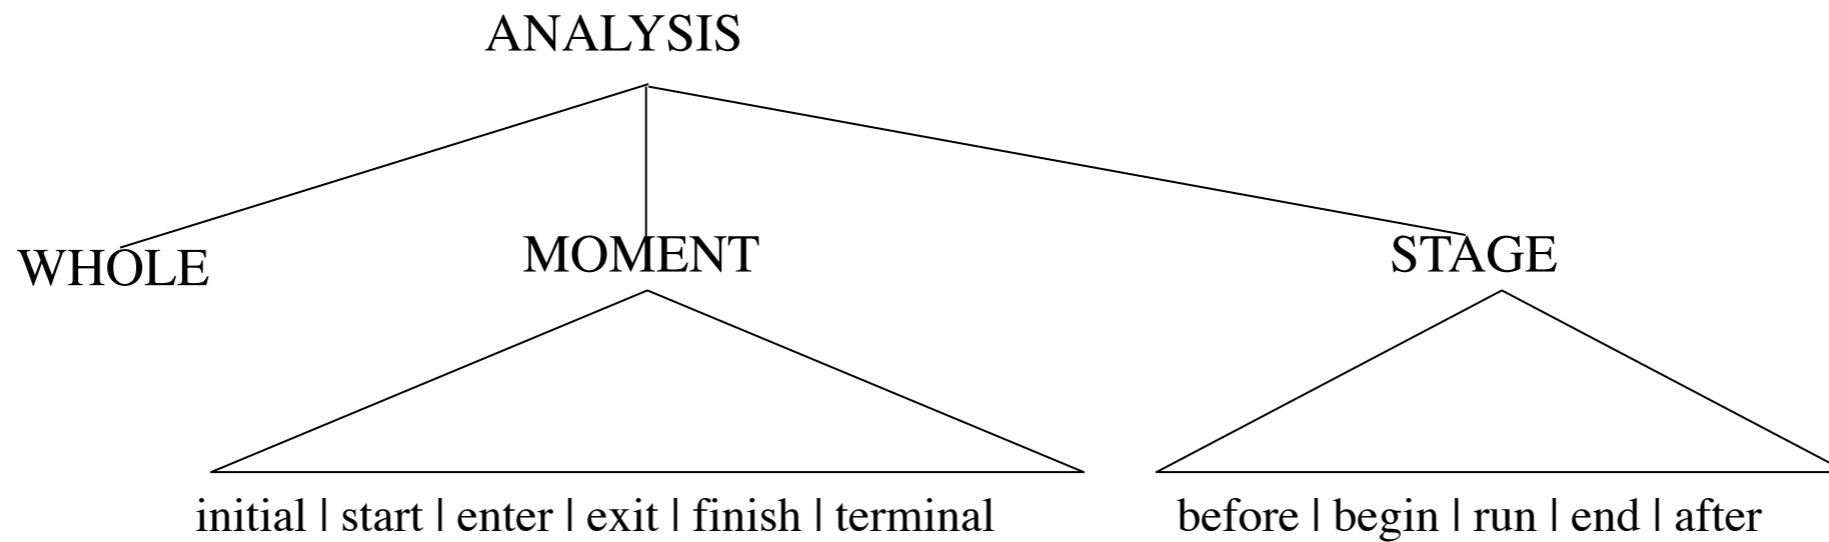 ANALYSIS
WHOLE MOMENT STAGE
initial | start | enter | exit | finish | terminal before | begin | run | end | after